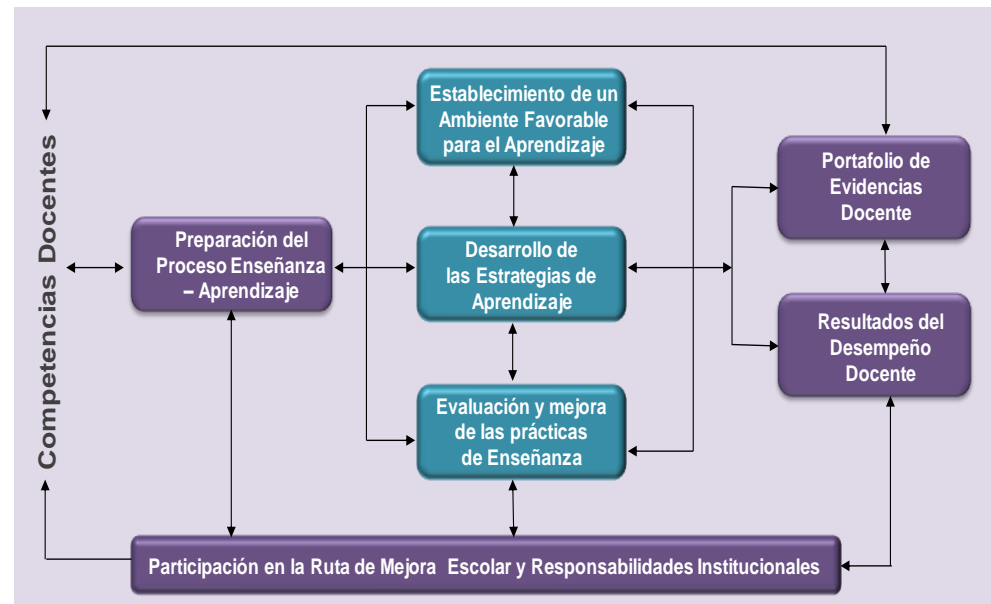 Competencias Docentes
Preparación del
Proceso Enseñanza
– Aprendizaje
Establecimiento de un
Ambiente Favorable
para el Aprendizaje
Desarrollo de
las Estrategias de
Aprendizaje
Evaluación y mejora
de las prácticas
de Enseñanza
Portafolio de
Evidencias
Docente
Resultados del
Desempeño
Docente
Participación en la Ruta de Mejora Escolar y Responsabilidades Institucionales